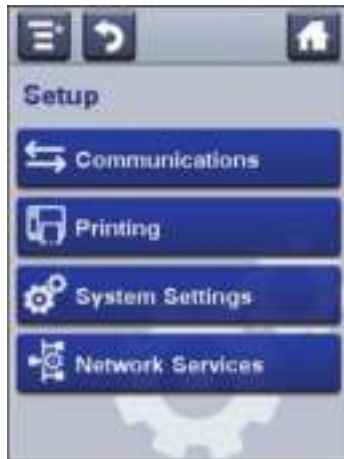 Setup
Communications
Printing
System Settings
Network Services